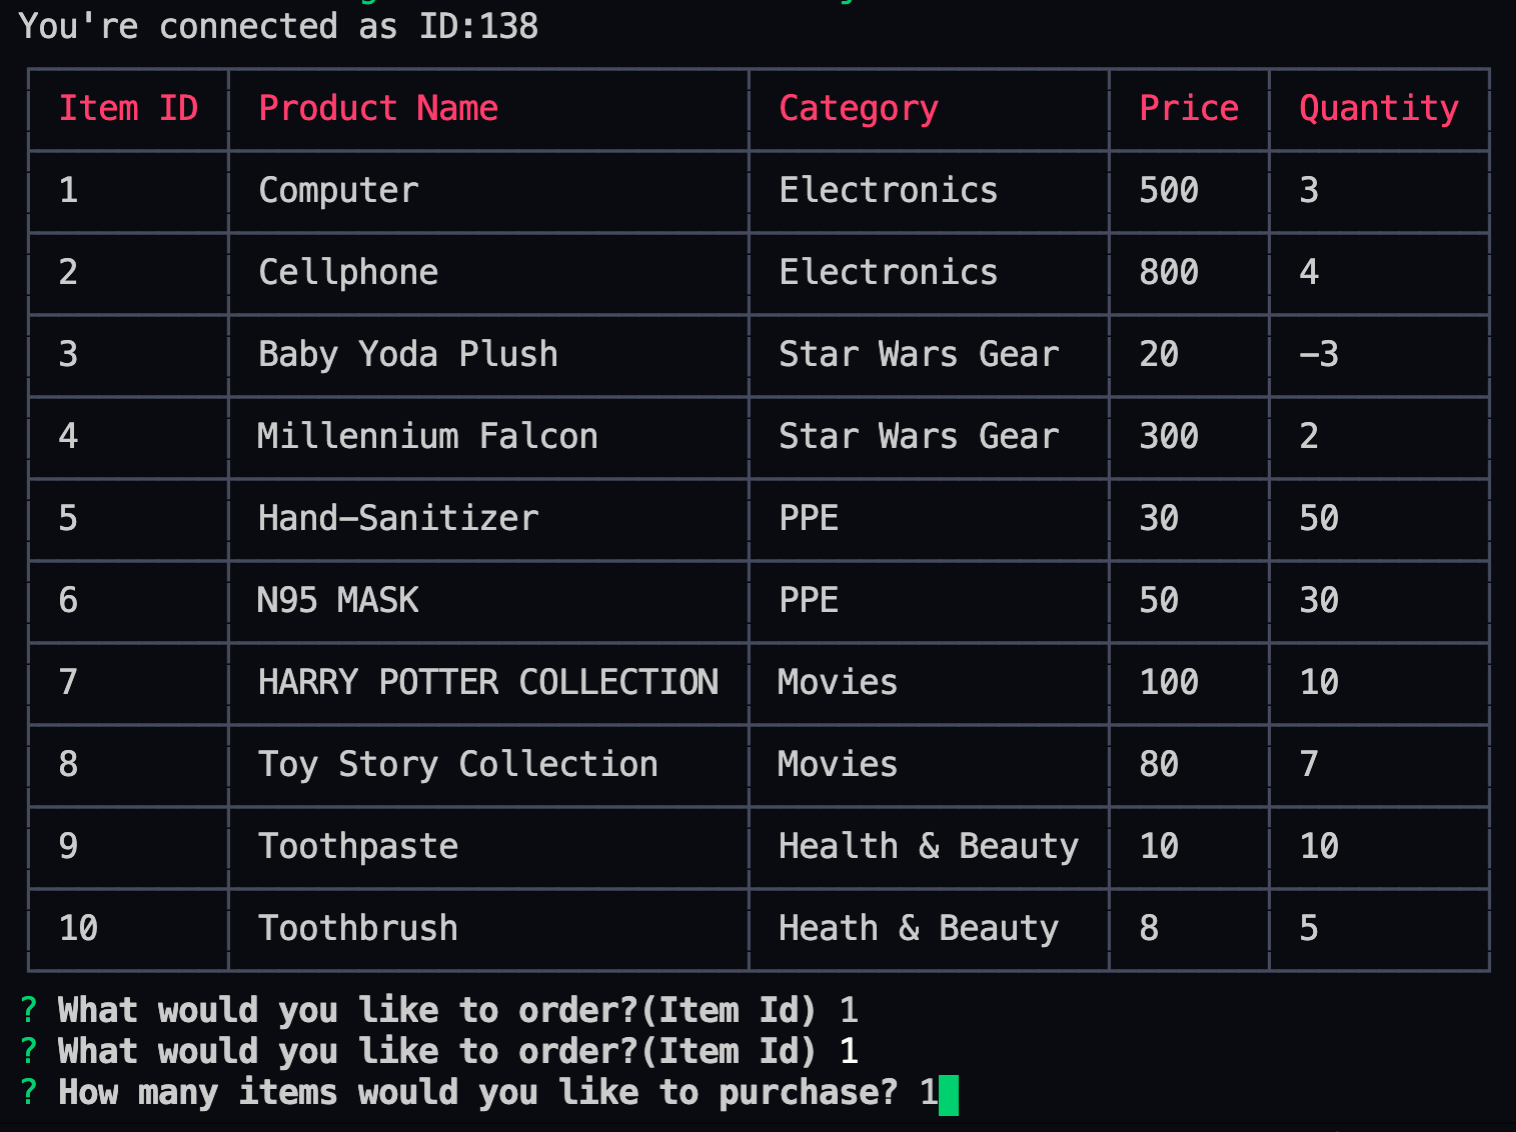 You're connected as ID:138
Item ID Product Name Category Price Quantity
1 Computer Electronics 500 3
2 Cellphone Electronics 800 4
3 Baby Yoda Plush Star Wars Gear 20 -3
4 Millennium Falcon Star Wars Gear 300 2
5 Hand-Sanitizer PPE 30 50
6 N95 MASK PPE 50 30
7 HARRY POTTER COLLECTION Movies 100 10
8 Toy Story Collection Movies 80 7
9 Toothpaste Health & Beauty 10 10
10 Toothbrush Heath & Beauty 8 5
? What would you like to order?(Item Id) 1
? What would you like to order?(Item Id) 1
? How many items would you like to purchase? 1